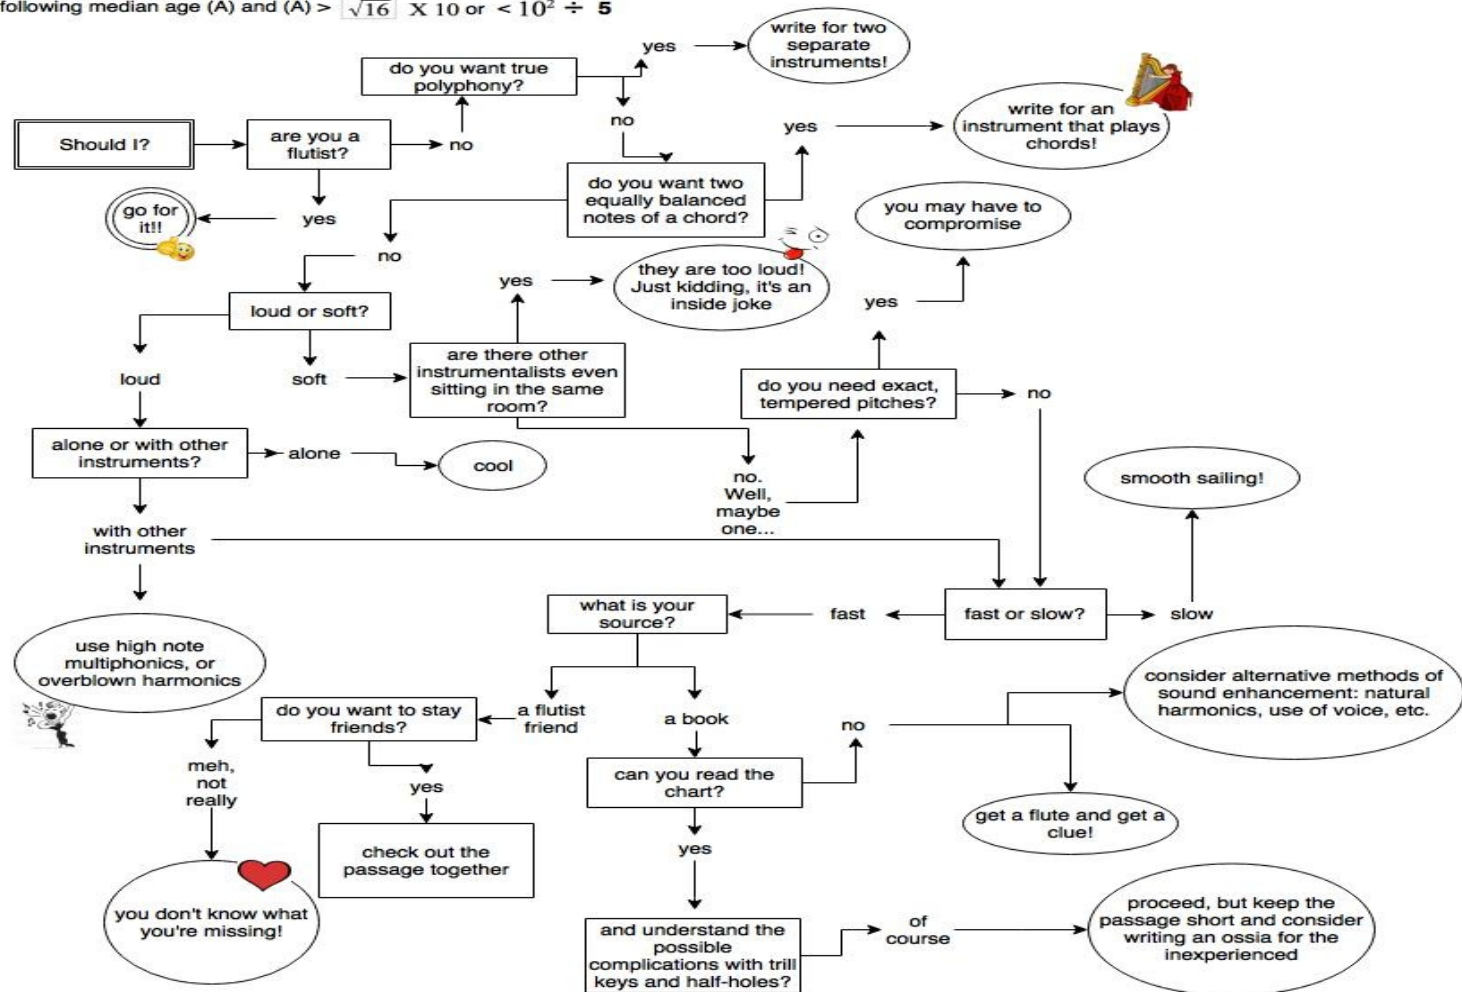 following median age (A) and (A) > √16 X 10 or < 10² ÷ 5
write for two
separate
instruments!
yes
do you want true
polyphony?
write for an
instrument that plays
chords!
no
yes
Should I?
are you a
flutist?
no
do you want two
equally balanced
notes of a chord?
you may have to
compromise
go for
it!!
yes
no
they are too loud!
Just kidding, it's an
inside joke
yes
yes
loud or soft?
are there other
instrumentalists even
sitting in the same
room?
loud
soft
do you need exact,
tempered pitches?
no
alone or with other
instruments?
alone
cool
smooth sailing!
no.
Well,
maybe
one...
with other
instruments
what is your
source?
fast
fast or slow?
slow
use high note
multiphonics, or
overblown harmonics
consider alternative methods of
sound enhancement: natural
harmonics, use of voice, etc.
do you want to stay
friends?
a flutist
friend
a book
no
meh,
not
really
yes
can you read the
chart?
get a flute and get a
clue!
check out the
passage together
yes
you don't know what
you're missing!
and understand the
possible
complications with trill
keys and half-holes?
of
course
proceed, but keep the
passage short and consider
writing an ossia for the
inexperienced